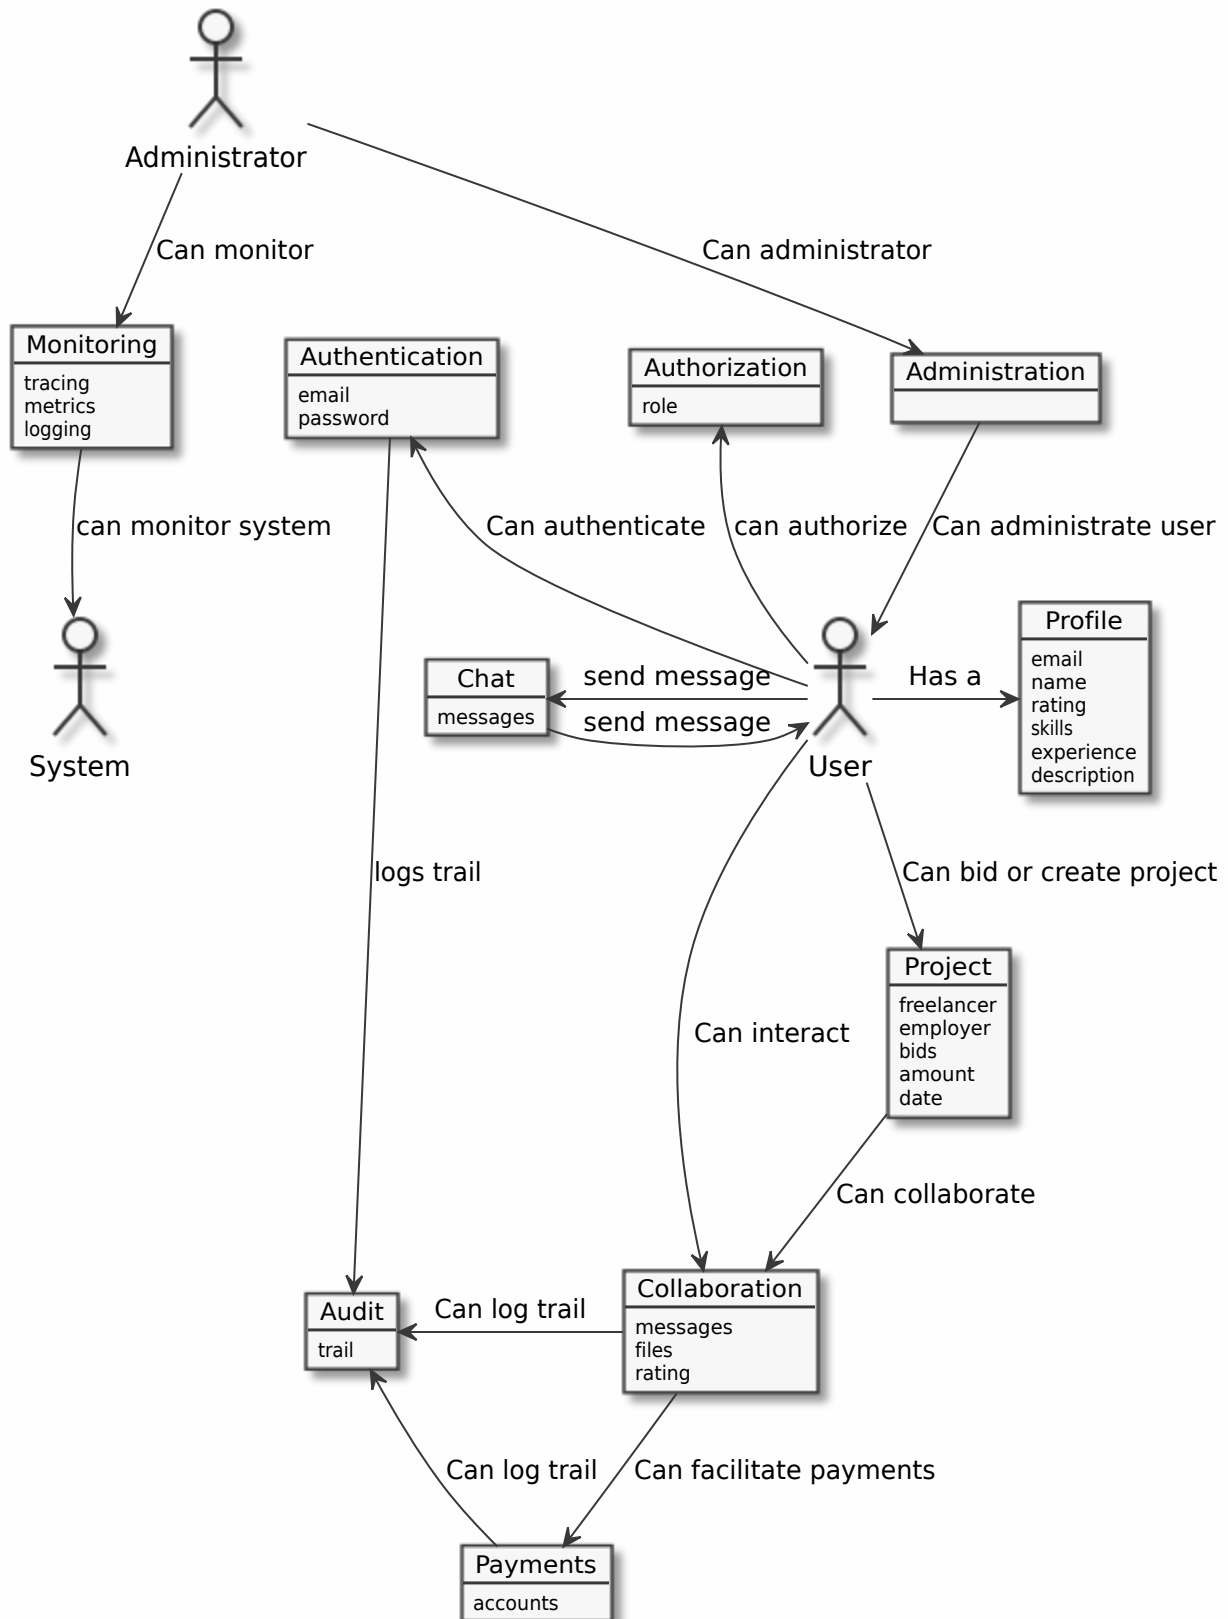 Administrator
Can monitor
Can administrator
Monitoring
tracing
metrics
logging
Authentication
email
password
Authorization
role
Administration
can monitor system
Can authenticate
can authorize
Can administrate user
System
Chat
messages
send message
send message
User
Has a
Profile
email
name
rating
skills
experience
description
logs trail
Can bid or create project
Project
freelancer
employer
bids
amount
date
Can interact
Can collaborate
Audit
trail
Can log trail
Collaboration
messages
files
rating
Can log trail
Can facilitate payments
Payments
accounts